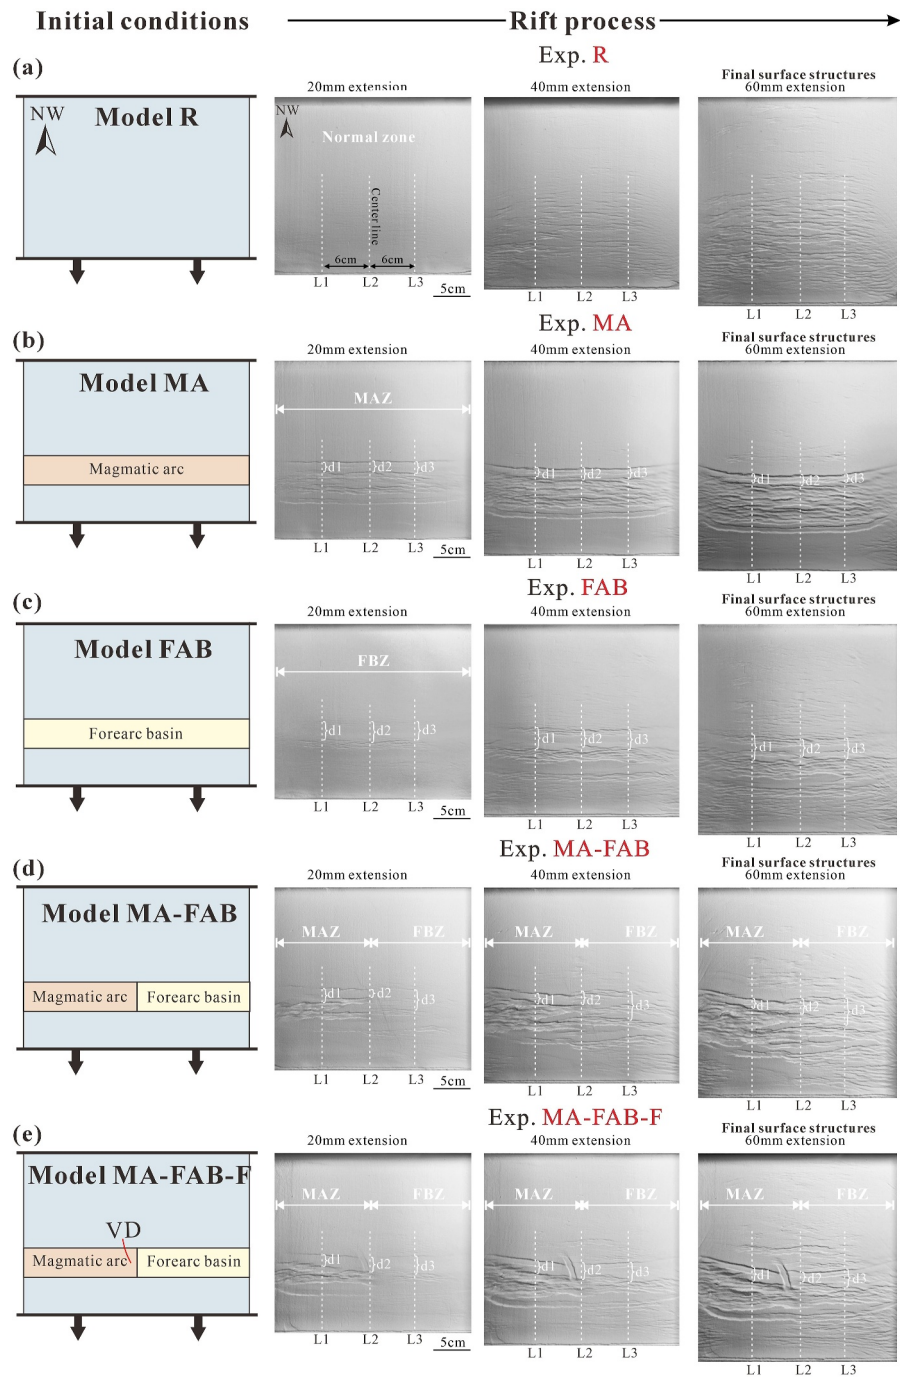 Initial conditions
Rift process
Exp. R
(a)
20mm extension
40mm extension
Final surface structures
60mm extension
NW
Model R
NW
Normal zone
Center line
6cm
6cm
L1 L2 L3
5cm
L1 L2 L3
L1 L2 L3
Exp. MA
(b)
20mm extension
40mm extension
Final surface structures
60mm extension
Model MA
Magmatic arc
MAZ
d1 d2 d3
d1 d2 d3
d1 d2 d3
L1 L2 L3
5cm
L1 L2 L3
L1 L2 L3
Exp. FAB
(c)
20mm extension
40mm extension
Final surface structures
60mm extension
Model FAB
Forearc basin
FBZ
d1 d2 d3
d1 d2 d3
d1 d2 d3
L1 L2 L3
5cm
L1 L2 L3
L1 L2 L3
Exp. MA-FAB
(d)
20mm extension
40mm extension
Final surface structures
60mm extension
Model MA-FAB
Magmatic arc
Forearc basin
MAZ FBZ
MAZ FBZ
MAZ FBZ
d1 d2 d3
d1 d2 d3
d1 d2 d3
L1 L2 L3
5cm
L1 L2 L3
L1 L2 L3
Exp. MA-FAB-F
(e)
20mm extension
40mm extension
Final surface structures
60mm extension
Model MA-FAB-F
VD
Magmatic arc
Forearc basin
MAZ FBZ
MAZ FBZ
MAZ FBZ
d1 d2 d3
d1 d2 d3
d1 d2 d3
L1 L2 L3
5cm
L1 L2 L3
L1 L2 L3